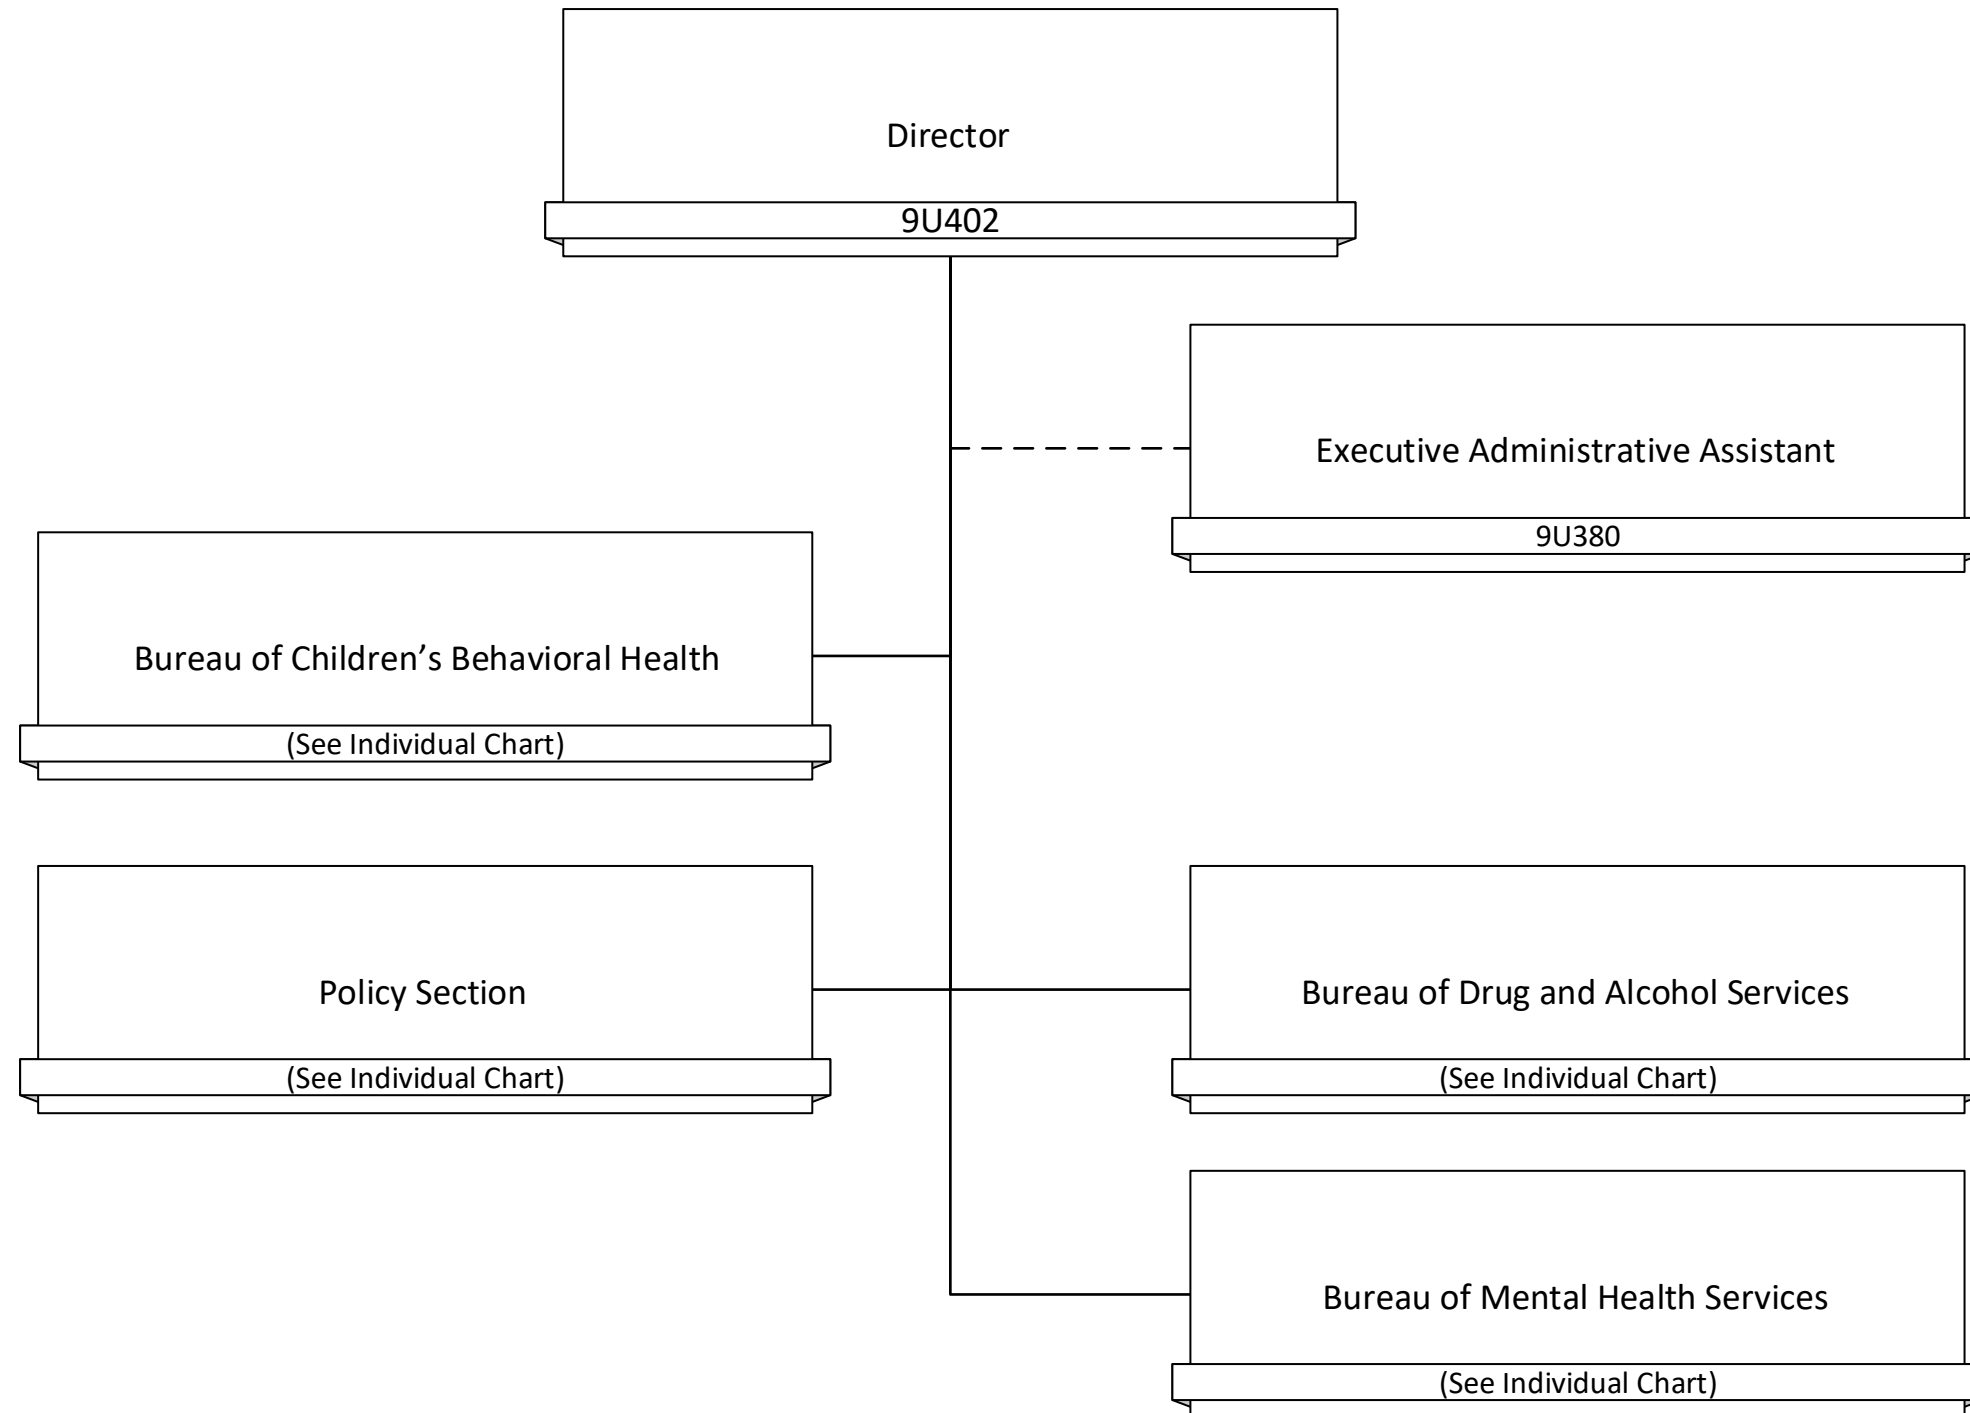 Director
9U402
Executive Administrative Assistant
9U380
Bureau of Children’s Behavioral Health
(See Individual Chart)
Policy Section
(See Individual Chart)
Bureau of Drug and Alcohol Services
(See Individual Chart)
Bureau of Mental Health Services
(See Individual Chart)